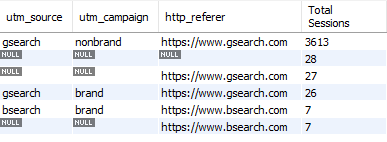 utm_source utm_campaign http_referer Total Sessions
gsearch nonbrand https://www.gsearch.com 3613
NULL NULL NULL 28
NULL NULL https://www.gsearch.com 27
gsearch brand https://www.gsearch.com 26
bsearch brand https://www.bsearch.com 7
NULL NULL https://www.bsearch.com 7